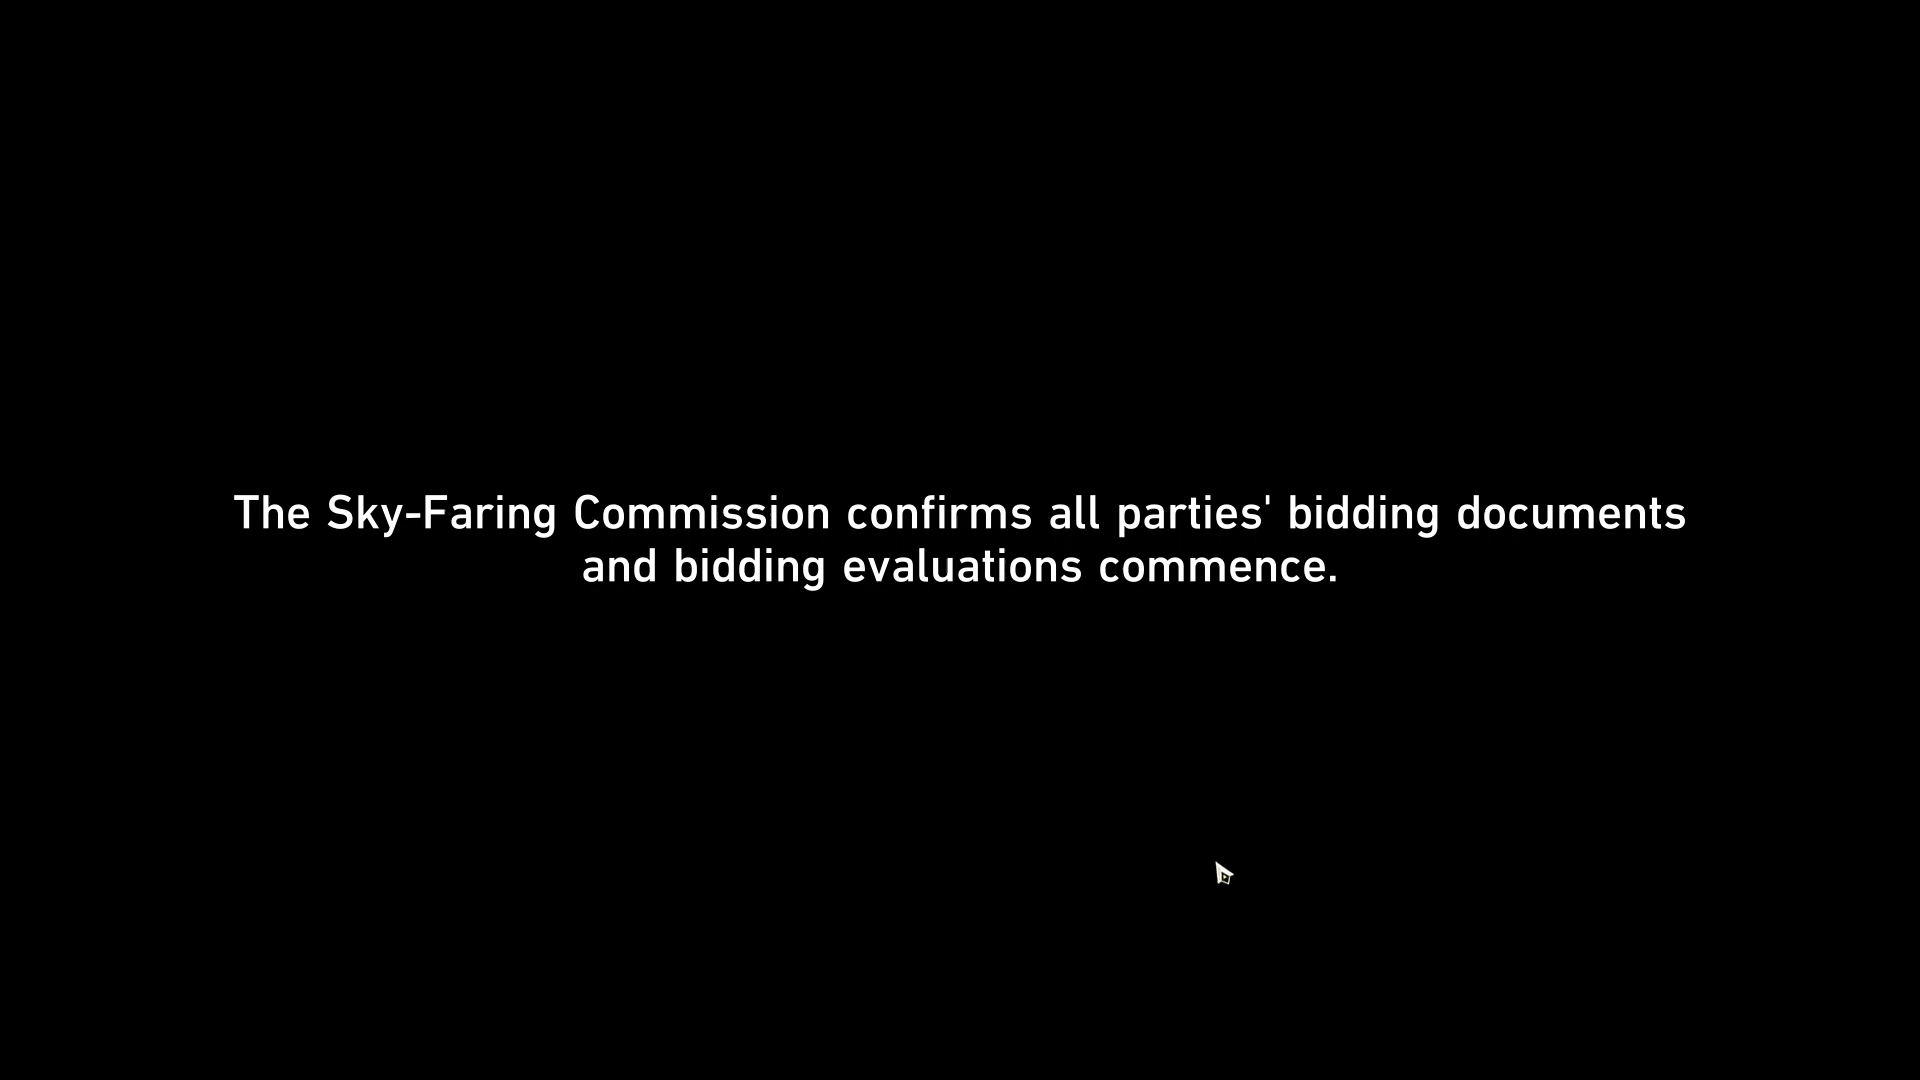 The Sky-Faring Commission confirms all parties' bidding documents
and bidding evaluations commence.